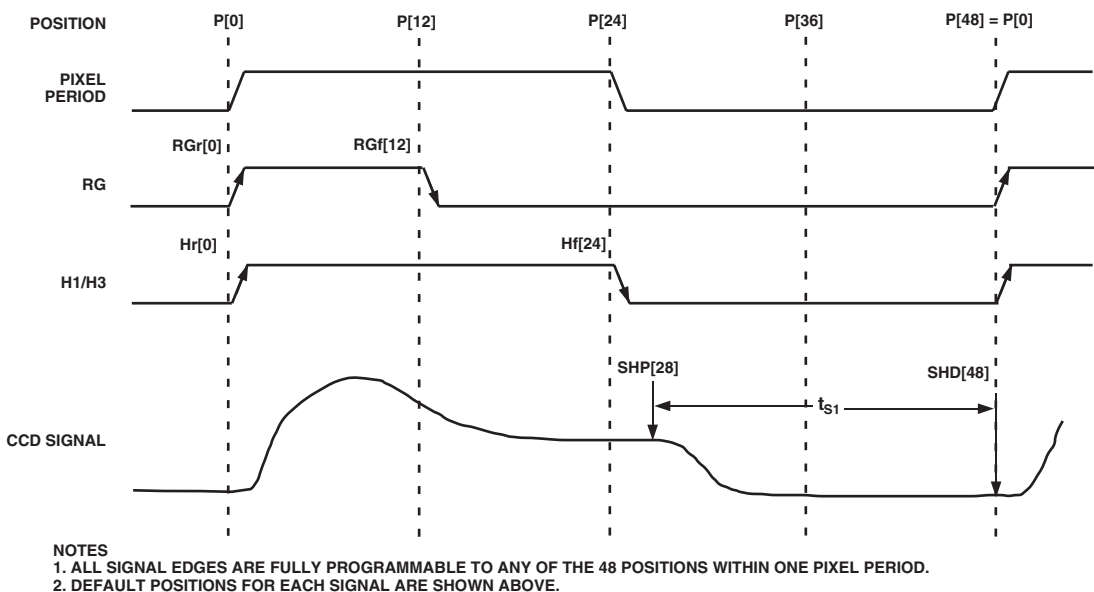 POSITION P[0] P[12] P[24] P[36] P[48] = P[0]
PIXEL
PERIOD
RGr[0] RGf[12]
RG
Hr[0] Hf[24]
H1/H3
SHP[28] SHD[48]
tS1
CCD SIGNAL
NOTES
1. ALL SIGNAL EDGES ARE FULLY PROGRAMMABLE TO ANY OF THE 48 POSITIONS WITHIN ONE PIXEL PERIOD.
2. DEFAULT POSITIONS FOR EACH SIGNAL ARE SHOWN ABOVE.